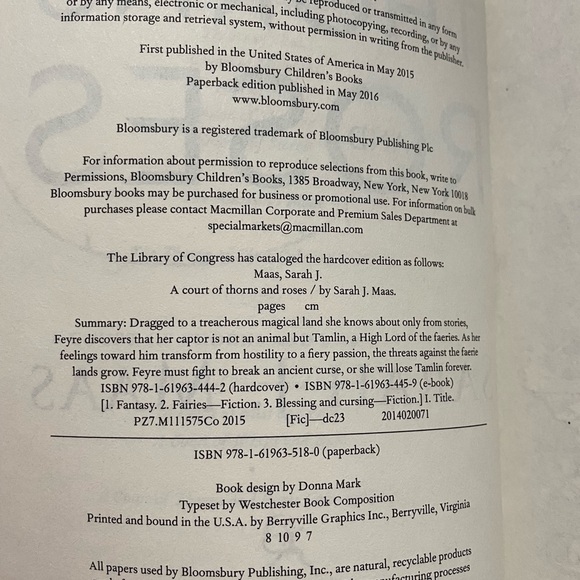 or by any means, electronic or mechanical, including photocopying, recording, or by any
information storage and retrieval system, without permission in writing from the publisher.
First published in the United States of America in May 2015
by Bloomsbury Children's Books
Paperback edition published in May 2016
www.bloomsbury.com
Bloomsbury is a registered trademark of Bloomsbury Publishing Plc
For information about permission to reproduce selections from this book, write to
Permissions, Bloomsbury Children's Books, 1385 Broadway, New York, New York 10018
Bloomsbury books may be purchased for business or promotional use. For information on bulk
purchases please contact Macmillan Corporate and Premium Sales Department at
specialmarkets@macmillan.com
The Library of Congress has cataloged the hardcover edition as follows:
Maas, Sarah J.
A court of thorns and roses / by Sarah J. Maas.
pages cm
Summary: Dragged to a treacherous magical land she knows about only from stories,
Feyre discovers that her captor is not an animal but Tamlin, a High Lord of the faeries. As her
feelings toward him transform from hostility to a fiery passion, the threats against the faerie
lands grow. Feyre must fight to break an ancient curse, or she will lose Tamlin forever.
ISBN 978-1-61963-444-2 (hardcover) • ISBN 978-1-61963-445-9 (e-book)
[1. Fantasy. 2. Fairies—Fiction. 3. Blessing and cursing—Fiction.] I. Title.
PZ7.M111575Co 2015 [Fic]—dc23 2014020071
ISBN 978-1-61963-518-0 (paperback)
Book design by Donna Mark
Typeset by Westchester Book Composition
Printed and bound in the U.S.A. by Berryville Graphics Inc., Berryville, Virginia
8 10 9 7
All papers used by Bloomsbury Publishing, Inc., are natural, recyclable products